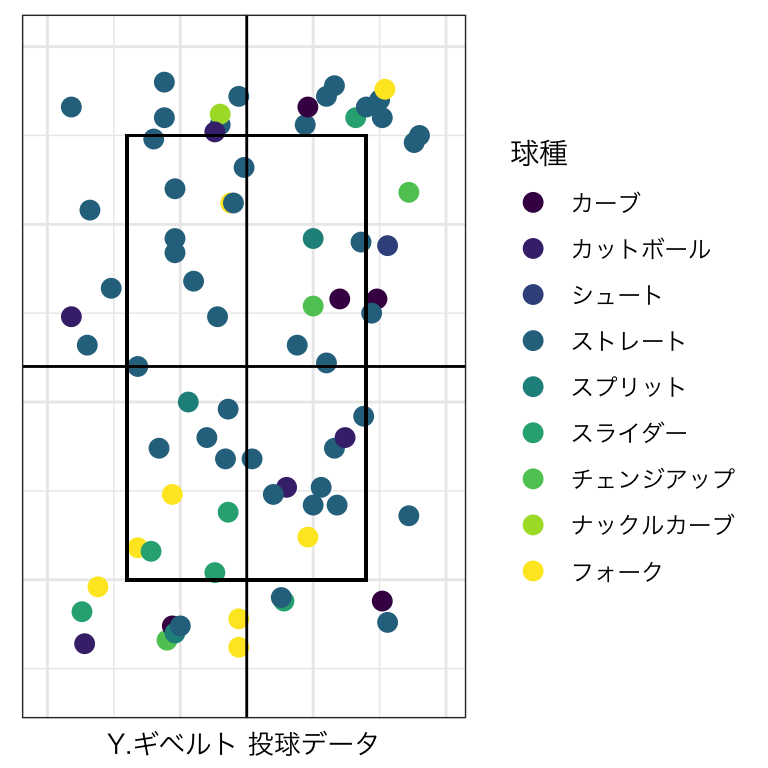 球種
カーブ
カットボール
シュート
ストレート
スプリット
スライダー
チェンジアップ
ナックルカーブ
フォーク
Y.ギベルト 投球データ